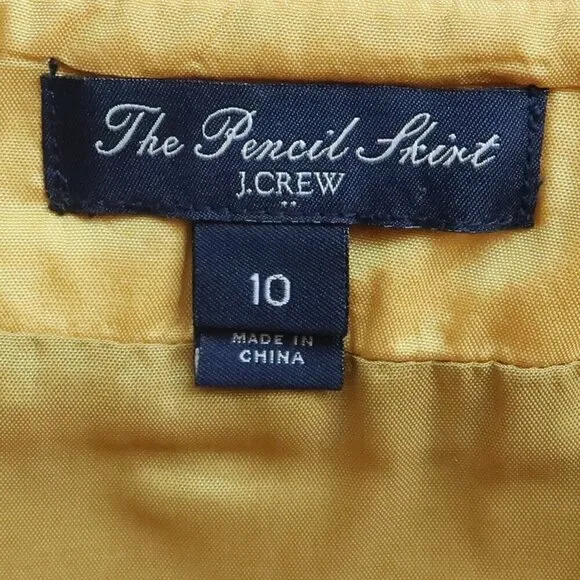 The Pencil Skirt
J.CREW
10
MADE IN
CHINA